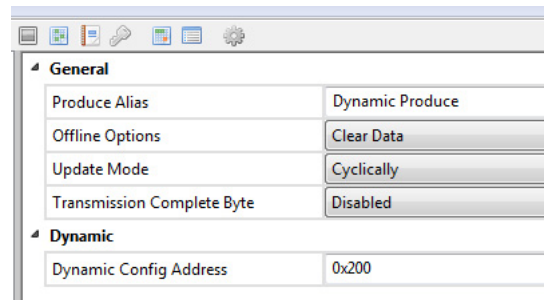 General
Produce Alias Dynamic Produce
Offline Options Clear Data
Update Mode Cyclically
Transmission Complete Byte Disabled
Dynamic
Dynamic Config Address 0x200